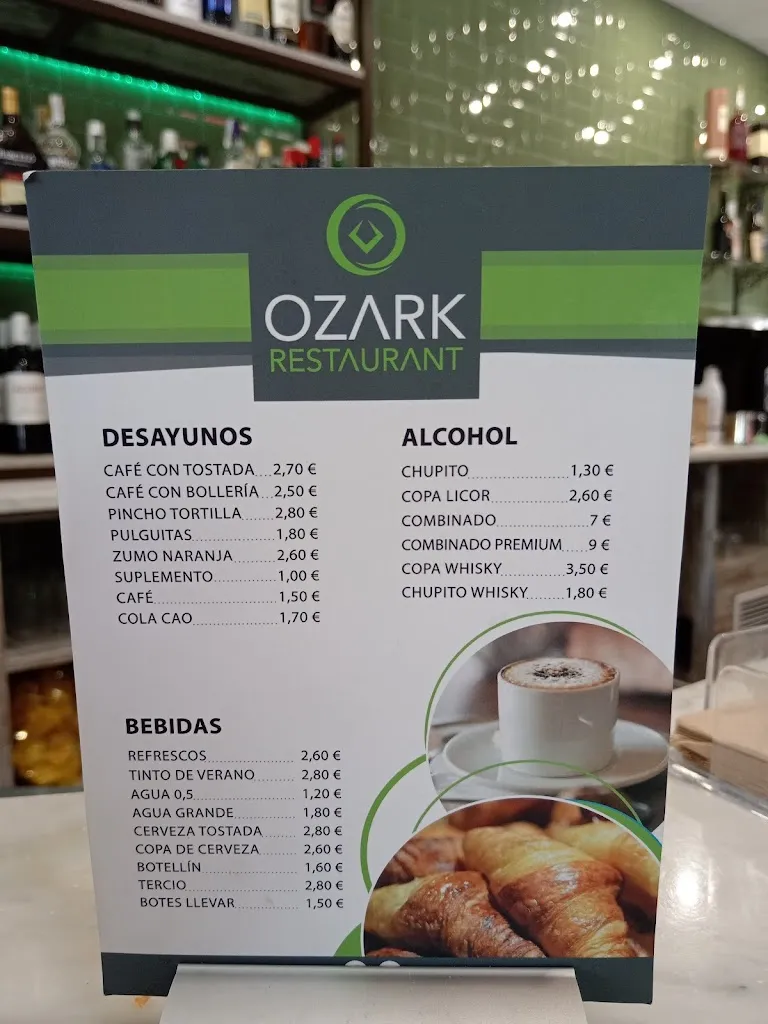 OZARK
RESTAURANT
DESAYUNOS
CAFÉ CON TOSTADA...2,70 €
CAFÉ CON BOLLERÍA...2,50 €
PINCHO TORTILLA.......2,80 €
PULGUITAS..................1,80 €
ZUMO NARANJA.........2,60 €
SUPLEMENTO.............1,00 €
CAFÉ..........................1,50 €
COLA CAO..................1,70 €
ALCOHOL
CHUPITO.....................1,30 €
COPA LICOR................2,60 €
COMBINADO....................7 €
COMBINADO PREMIUM.....9 €
COPA WHISKY.............3,50 €
CHUPITO WHISKY........1,80 €
BEBIDAS
REFRESCOS.................... 2,60 €
TINTO DE VERANO......... 2,80 €
AGUA 0,5...................... 1,20 €
AGUA GRANDE............. 1,80 €
CERVEZA TOSTADA........ 2,80 €
COPA DE CERVEZA......... 2,60 €
BOTELLÍN..................... 1,60 €
TERCIO........................ 2,80 €
BOTES LLEVAR.............. 1,50 €